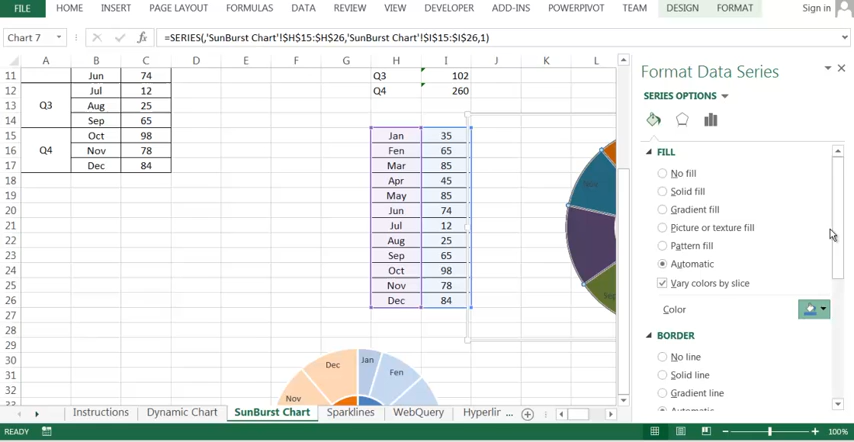 FILE HOME INSERT PAGE LAYOUT FORMULAS DATA REVIEW VIEW DEVELOPER ADD-INS POWERPIVOT TEAM DESIGN FORMAT Sign in
Chart 7 fx =SERIES(,'SunBurst Chart'!$H$15:$H$26,'SunBurst Chart'!$I$15:$I$26,1)
A B C D E F G H I J K L
11 Jun 74 Q3 102
12 Jul 12 Q4 260
13 Q3 Aug 25
14 Sep 65
15 Oct 98 Jan 35
16 Q4 Nov 78 Fen 65
17 Dec 84 Mar 85
18 Apr 45
19 May 85
20 Jun 74
21 Jul 12
22 Aug 25
23 Sep 65
24 Oct 98
25 Nov 78
26 Dec 84
27
28
29
30
31
32
33
Nov
Sep
Dec Jan
Fen
Nov
Format Data Series
SERIES OPTIONS
FILL
No fill
Solid fill
Gradient fill
Picture or texture fill
Pattern fill
Automatic
Vary colors by slice
Color
BORDER
No line
Solid line
Gradient line
Automatic
Instructions Dynamic Chart SunBurst Chart Sparklines WebQuery Hyperlir ...
READY 100%